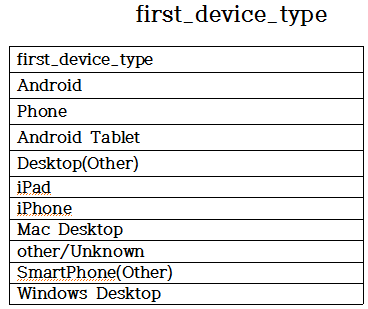 first_device_type
first_device_type
Android
Phone
Android Tablet
Desktop(Other)
iPad
iPhone
Mac Desktop
other/Unknown
SmartPhone(Other)
Windows Desktop